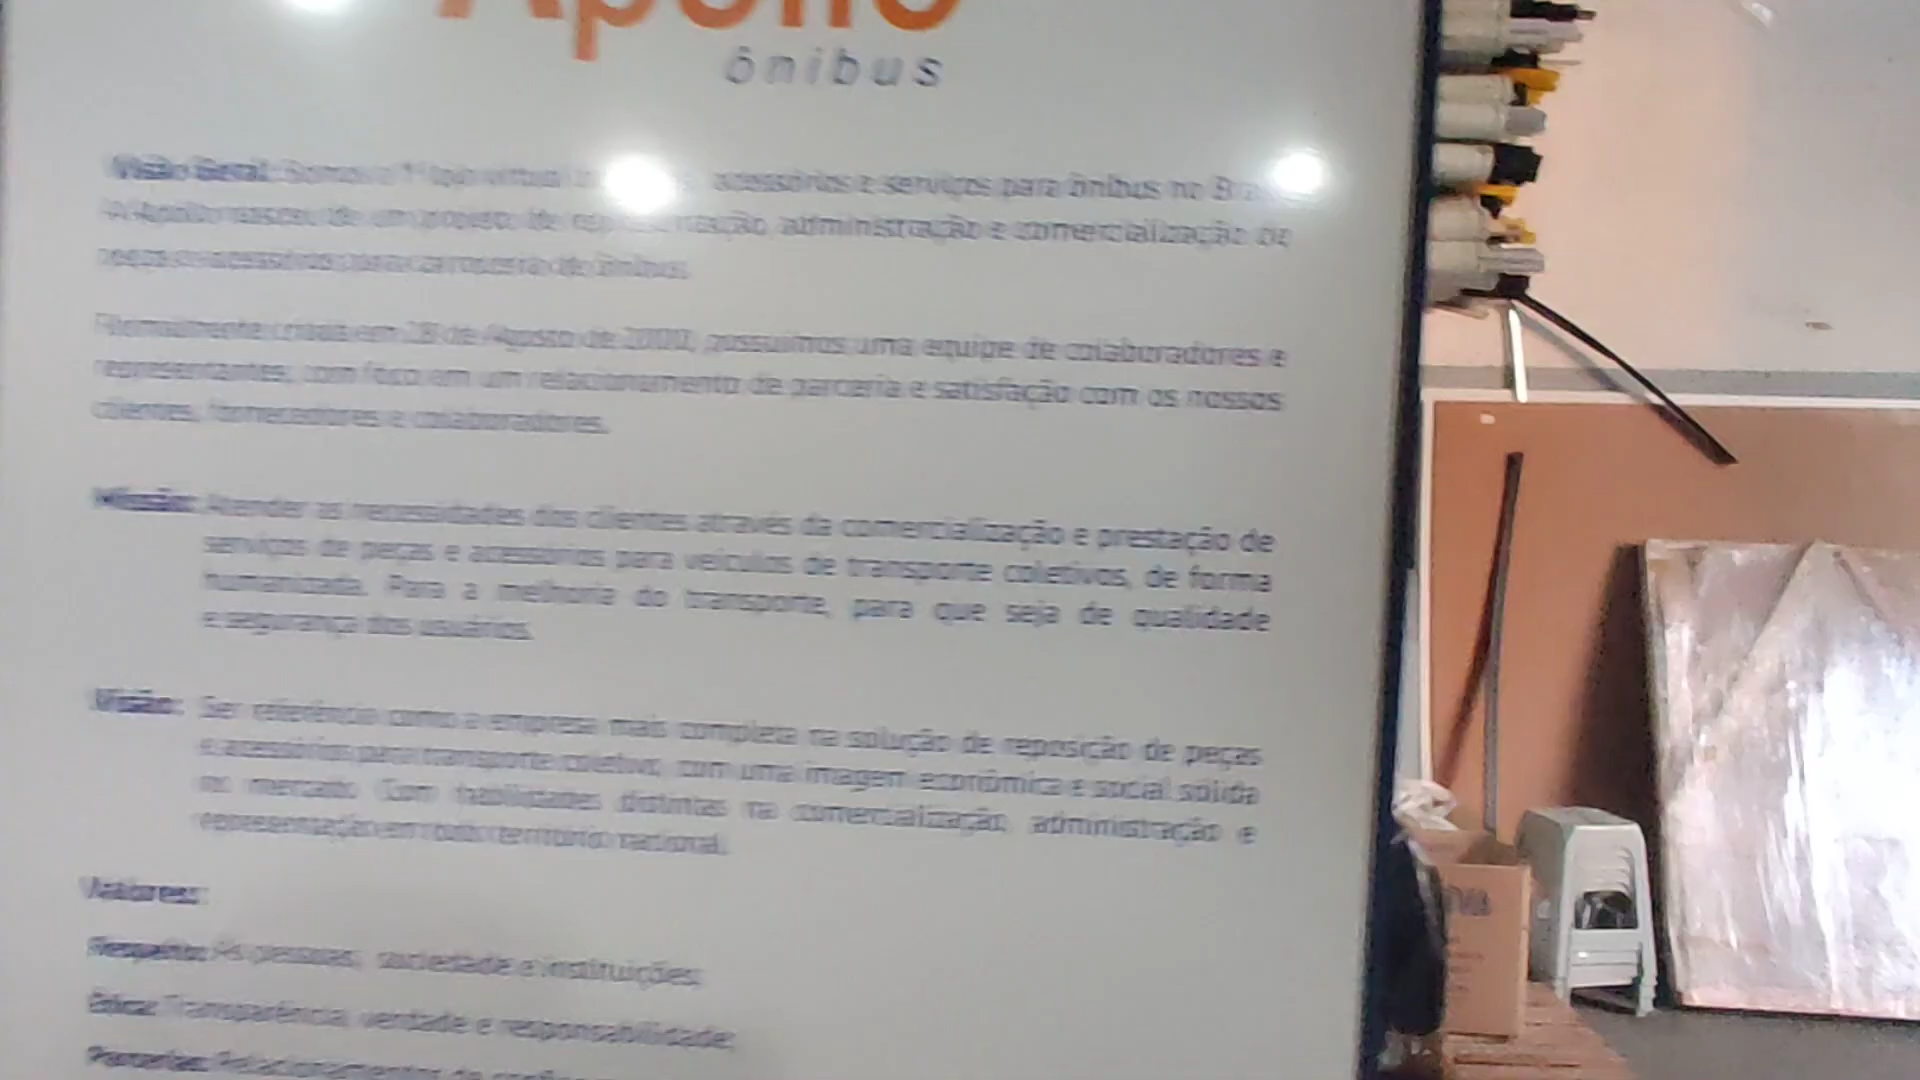 Apollo
ônibus
Visão Geral: Somos a 1ª loja virtual acessórios e serviços para ônibus no
A Apollo nasceu de um projeto de administração e comercialização de
peças e acessórios para carroceria de ônibus.
Formalmente criada em 28 de Agosto de 2000, possuímos uma equipe de colaboradores e
representantes, com foco em um relacionamento de parceria e satisfação com os nossos
clientes, fornecedores e colaboradores.
Missão: Atender as necessidades dos clientes através da comercialização e prestação de
serviços de peças e acessórios para veículos de transporte coletivos, de forma
humanizada. Para a melhoria do transporte, para que seja de qualidade
e segurança dos usuários.
Visão: Ser referência como a empresa mais completa na solução de reposição de peças
e acessórios para transporte coletivo, com uma imagem econômica e social sólida
no mercado. Com habilidades distintas na comercialização, administração e
representação em todo território nacional.
Valores:
Respeito: Às pessoas, sociedade e instituições;
Ética: Transparência, verdade e responsabilidade;
Parcerias: Relacionamentos de